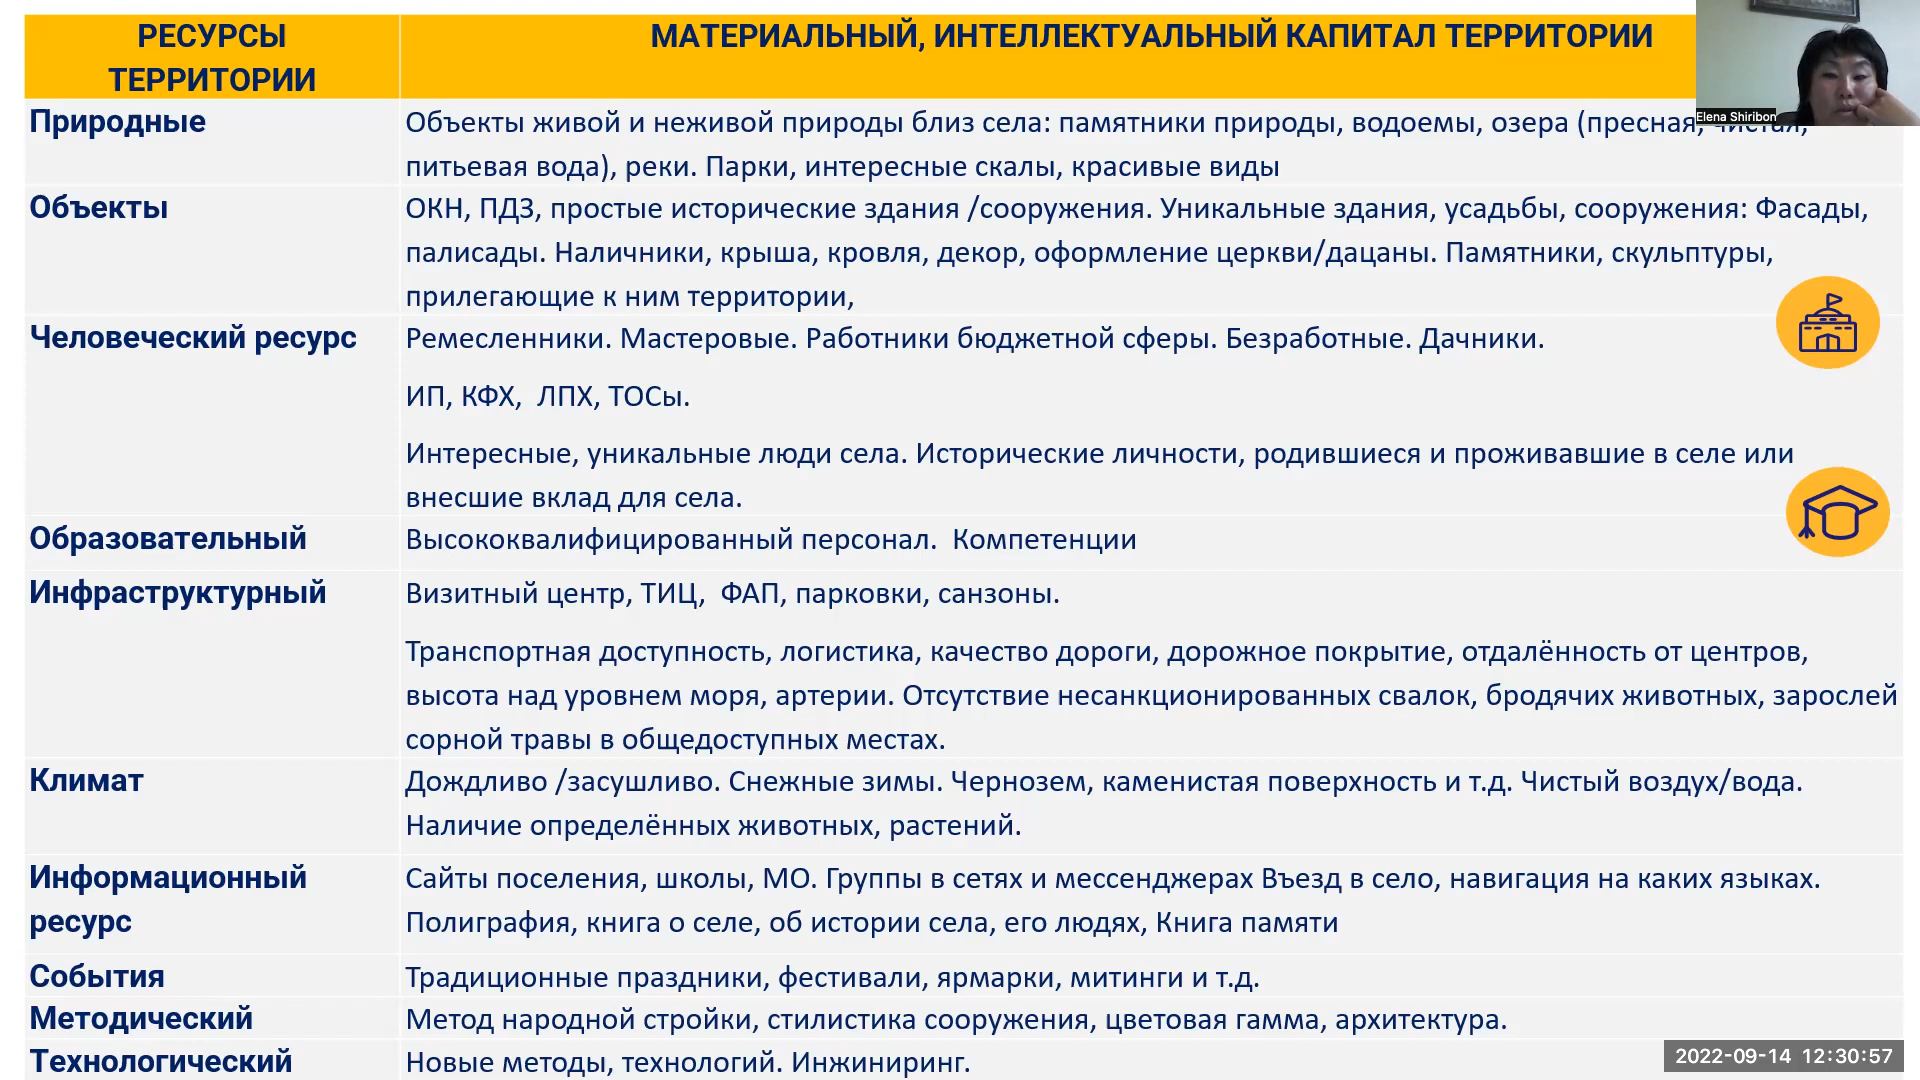 РЕСУРСЫ
ТЕРРИТОРИИ
МАТЕРИАЛЬНЫЙ, ИНТЕЛЛЕКТУАЛЬНЫЙ КАПИТАЛ ТЕРРИТОРИИ
Elena Shiribon
Природные
Объекты живой и неживой природы близ села: памятники природы, водоемы, озера (пресная, чистая,
питьевая вода), реки. Парки, интересные скалы, красивые виды
Объекты
ОКН, ПДЗ, простые исторические здания /сооружения. Уникальные здания, усадьбы, сооружения: Фасады,
палисады. Наличники, крыша, кровля, декор, оформление церкви/дацаны. Памятники, скульптуры,
прилегающие к ним территории,
Человеческий ресурс
Ремесленники. Мастеровые. Работники бюджетной сферы. Безработные. Дачники.
ИП, КФХ,  ЛПХ, ТОСы.
Интересные, уникальные люди села. Исторические личности, родившиеся и проживавшие в селе или
внесшие вклад для села.
Образовательный
Высококвалифицированный персонал.  Компетенции
Инфраструктурный
Визитный центр, ТИЦ,  ФАП, парковки, санзоны.
Транспортная доступность, логистика, качество дороги, дорожное покрытие, отдалённость от центров,
высота над уровнем моря, артерии. Отсутствие несанкционированных свалок, бродячих животных, зарослей
сорной травы в общедоступных местах.
Климат
Дождливо /засушливо. Снежные зимы. Чернозем, каменистая поверхность и т.д. Чистый воздух/вода.
Наличие определённых животных, растений.
Информационный
ресурс
Сайты поселения, школы, МО. Группы в сетях и мессенджерах Въезд в село, навигация на каких языках.
Полиграфия, книга о селе, об истории села, его людях, Книга памяти
События
Традиционные праздники, фестивали, ярмарки, митинги и т.д.
Методический
Метод народной стройки, стилистика сооружения, цветовая гамма, архитектура.
Технологический
Новые методы, технологий. Инжиниринг.
2022-09-14 12:30:57